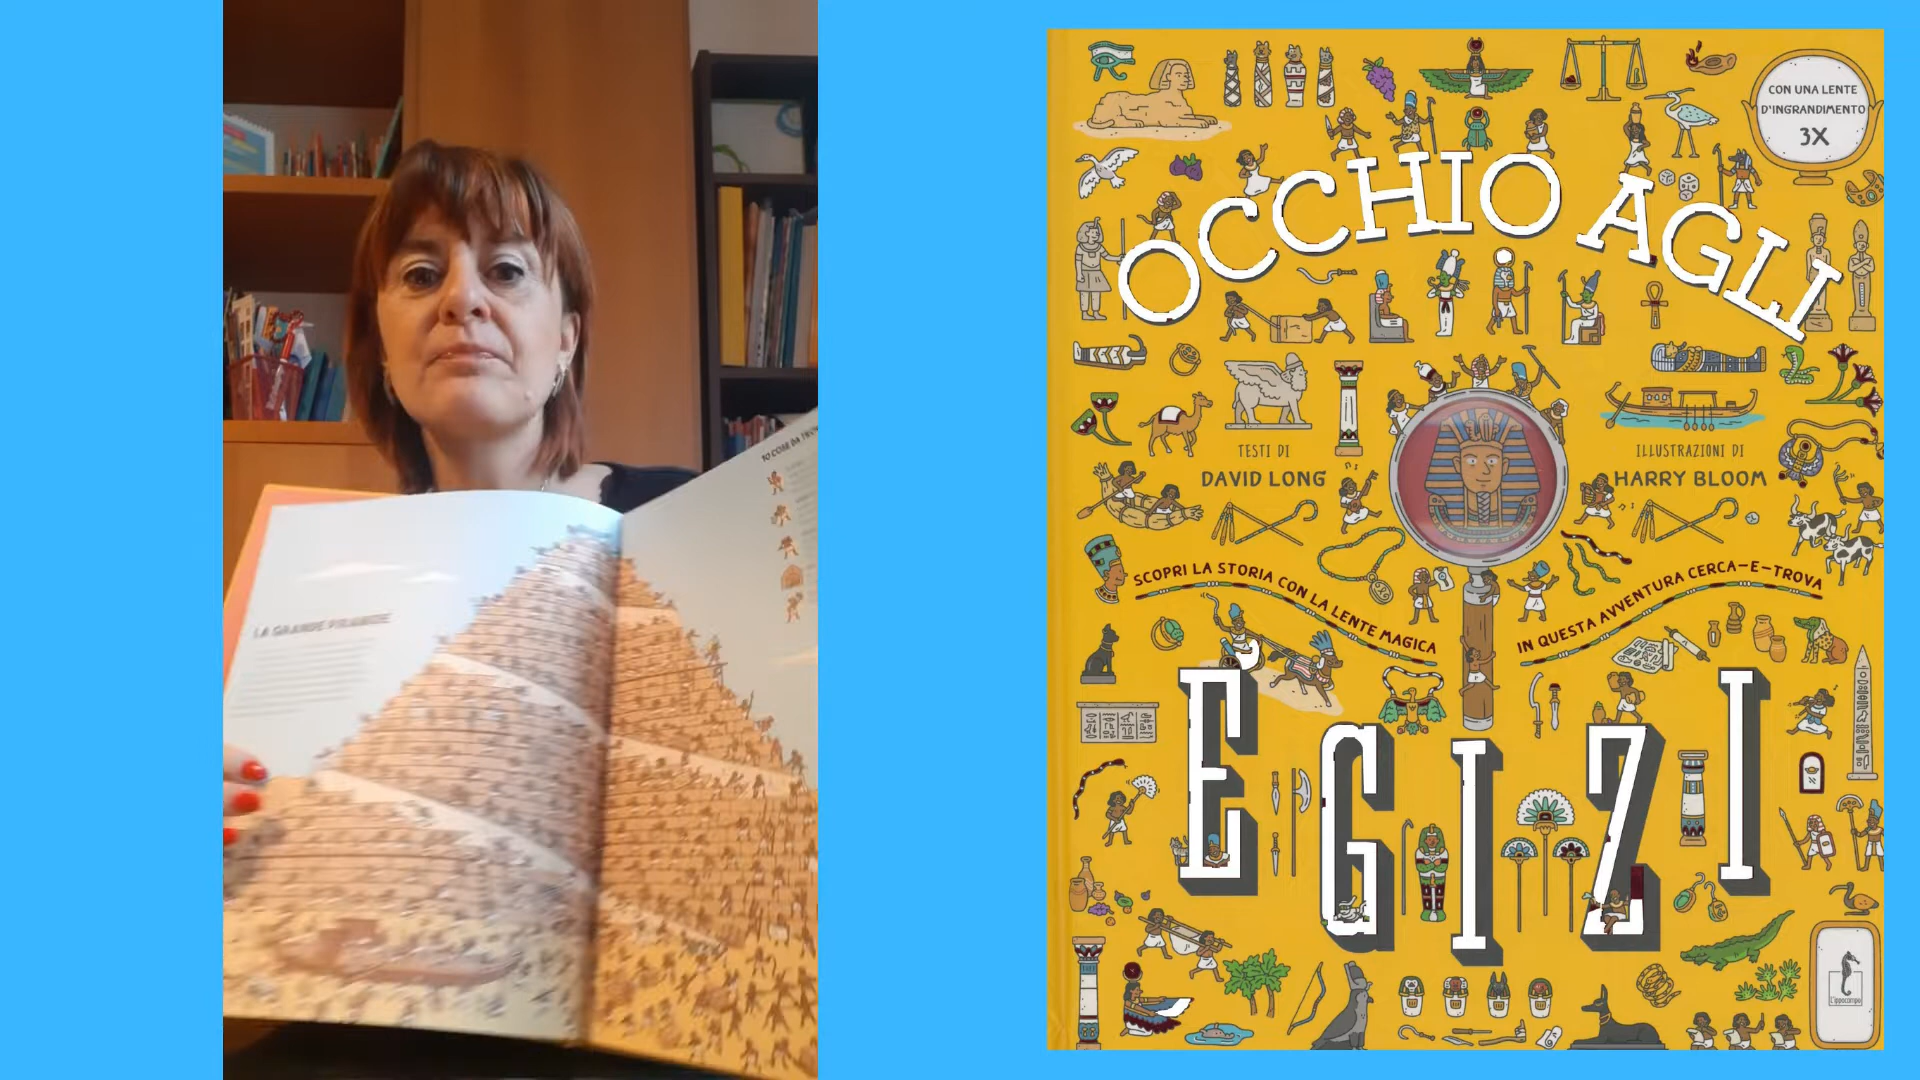 LA GRANDE PIRAMIDE
CON UNA LENTE
D'INGRANDIMENTO
3X
OCCHIO AGLI
TESTI DI
DAVID LONG
ILLUSTRAZIONI DI
HARRY BLOOM
SCOPRI LA STORIA CON LA LENTE MAGICA
IN QUESTA AVVENTURA CERCA-E-TROVA
EGIZI
L'ippocampo